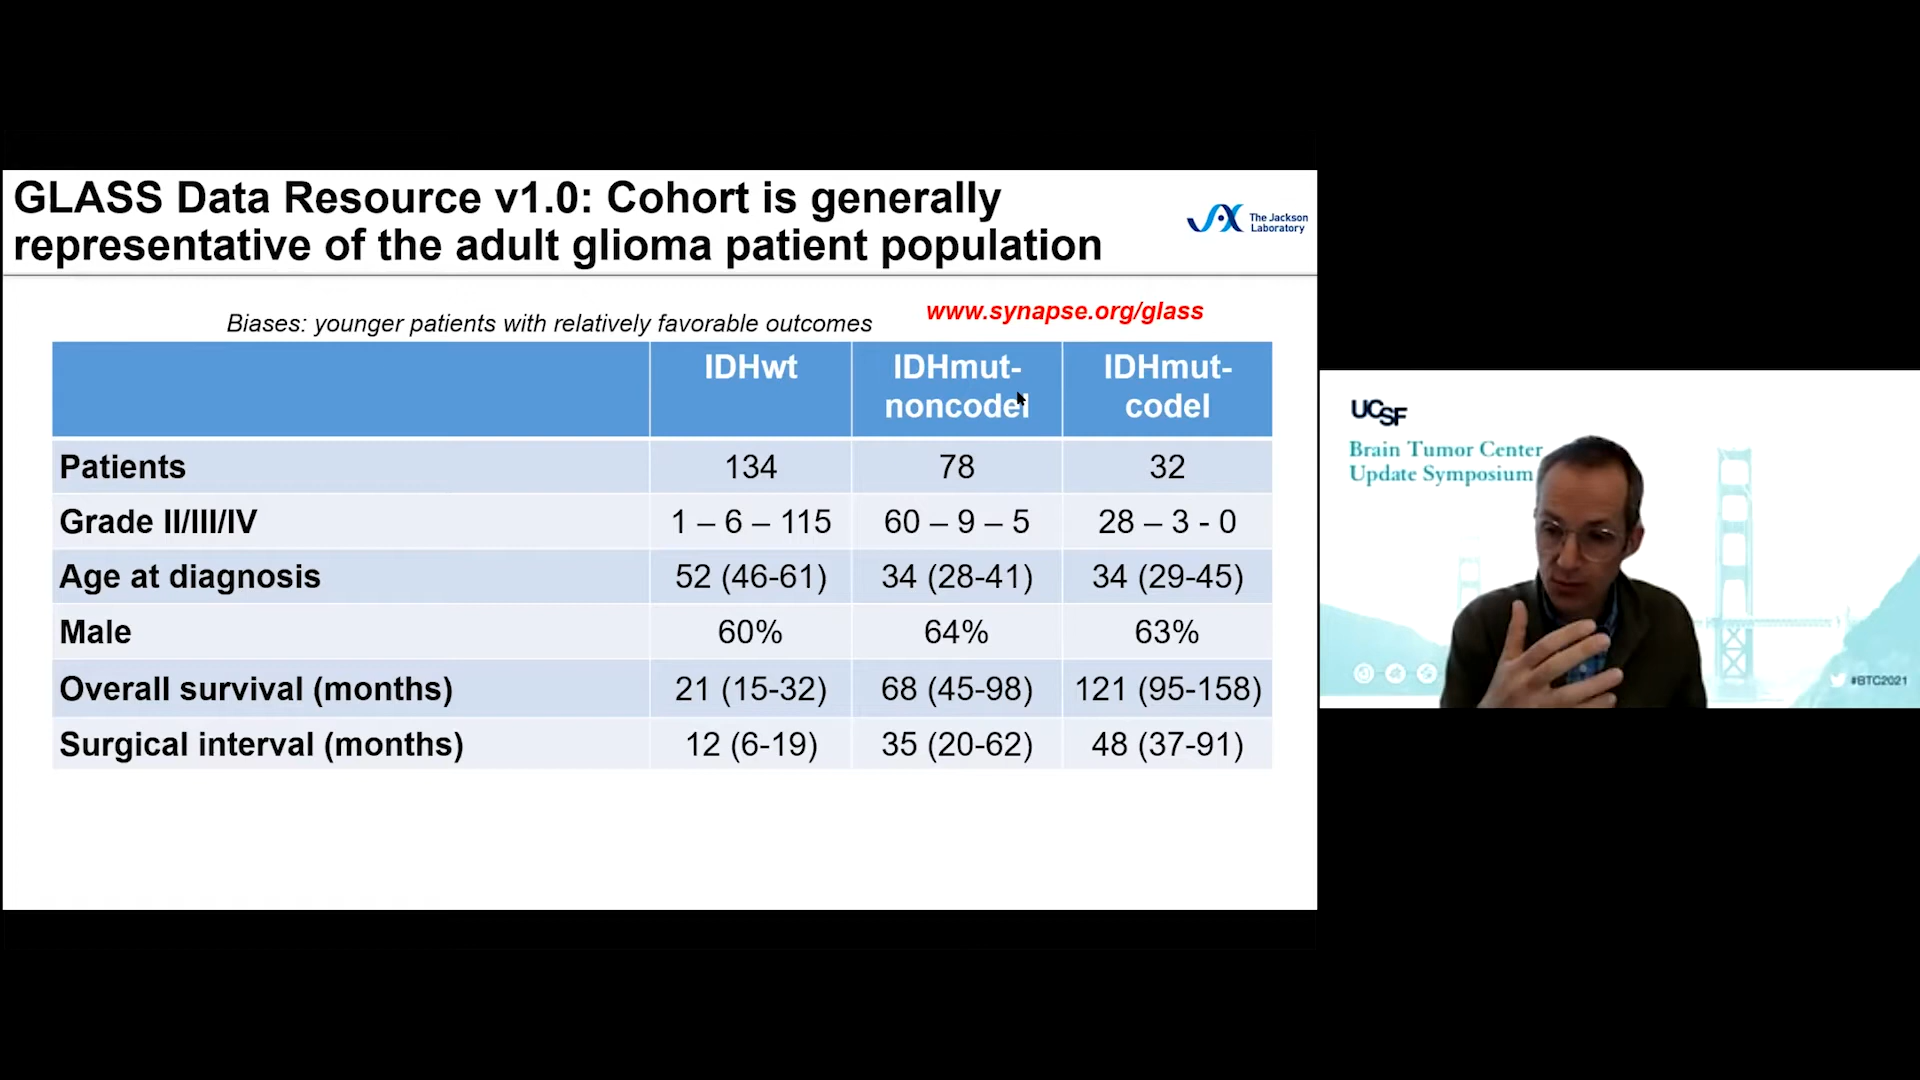 GLASS Data Resource v1.0: Cohort is generally
representative of the adult glioma patient population
The Jackson
Laboratory
Biases: younger patients with relatively favorable outcomes
www.synapse.org/glass
IDHwt IDHmut-noncodel IDHmut-codel
Patients 134 78 32
Grade II/III/IV 1 – 6 – 115 60 – 9 – 5 28 – 3 - 0
Age at diagnosis 52 (46-61) 34 (28-41) 34 (29-45)
Male 60% 64% 63%
Overall survival (months) 21 (15-32) 68 (45-98) 121 (95-158)
Surgical interval (months) 12 (6-19) 35 (20-62) 48 (37-91)
UCSF
Brain Tumor Center
Update Symposium
#BTC2021